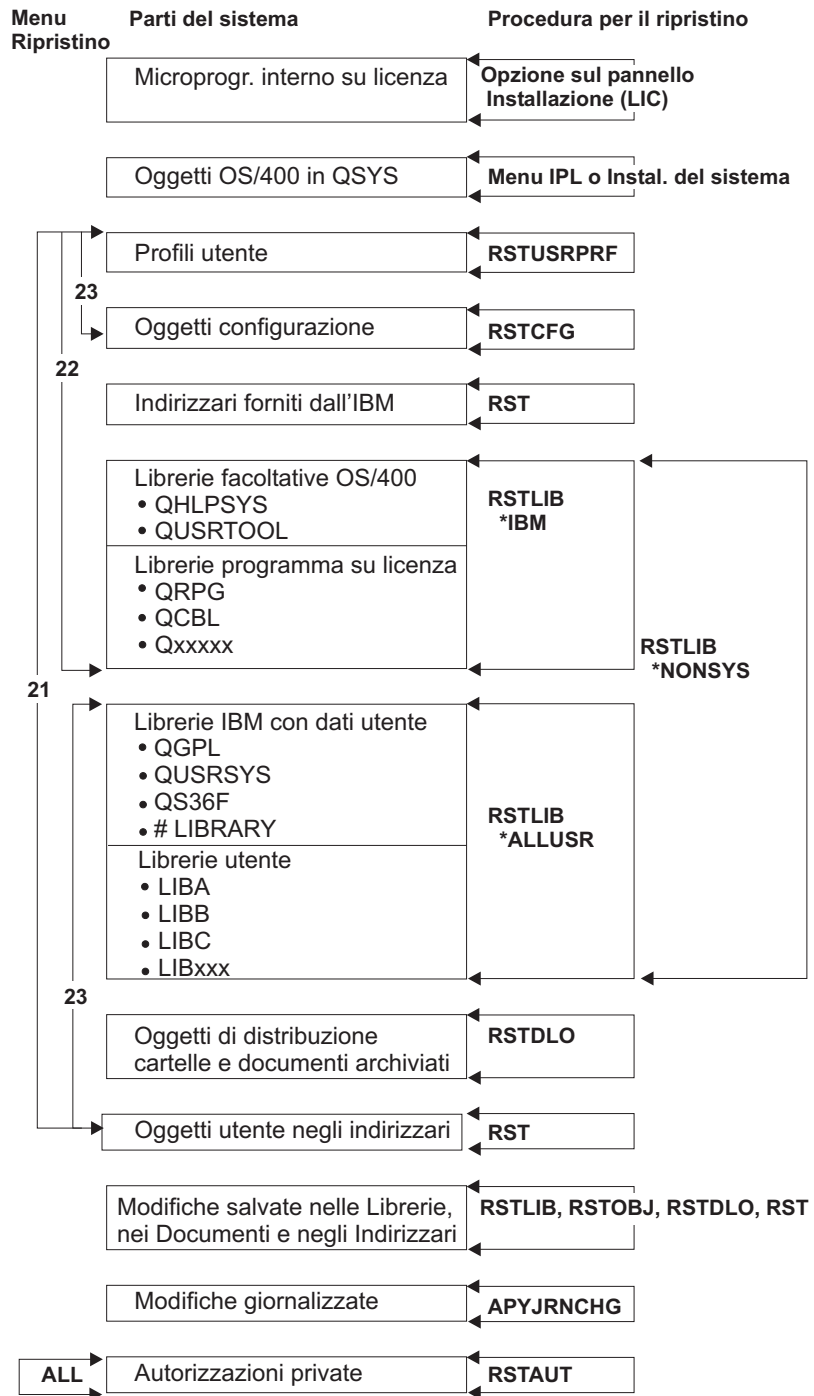 Menu
Ripristino
Parti del sistema
Procedura per il ripristino
Microprogr. interno su licenza
Opzione sul pannello
Installazione (LIC)
Oggetti OS/400 in QSYS
Menu IPL o Instal. del sistema
Profili utente
RSTUSRPRF
23
Oggetti configurazione
RSTCFG
22
Indirizzari forniti dall'IBM
RST
Librerie facoltative OS/400
• QHLPSYS
• QUSRTOOL
RSTLIB
*IBM
Librerie programma su licenza
• QRPG
• QCBL
• Qxxxxx
RSTLIB
*NONSYS
21
Librerie IBM con dati utente
• QGPL
• QUSRSYS
• QS36F
• # LIBRARY
RSTLIB
*ALLUSR
Librerie utente
• LIBA
• LIBB
• LIBC
• LIBxxx
23
Oggetti di distribuzione
cartelle e documenti archiviati
RSTDLO
Oggetti utente negli indirizzari
RST
Modifiche salvate nelle Librerie,
nei Documenti e negli Indirizzari
RSTLIB, RSTOBJ, RSTDLO, RST
Modifiche giornalizzate
APYJRNCHG
ALL
Autorizzazioni private
RSTAUT